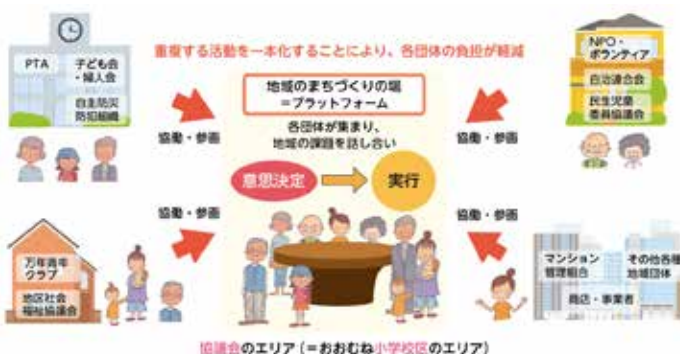 重複する活動を一本化することにより、各団体の負担が軽減
PTA
子ども会
・婦人会
自主防災
防犯組織
協働・参画
地域のまちづくりの場
=プラットフォーム
各団体が集まり、
地域の課題を話し合い
意思決定
実行
NPO・
ボランティア
自治連合会
民生児童
委員協議会
協働・参画
万年青年
クラブ
地区社会
福祉協議会
協働・参画
協働・参画
マンション
管理組合
その他各種
地域団体
商店・事業者
協議会のエリア(=おおむね小学校区のエリア)